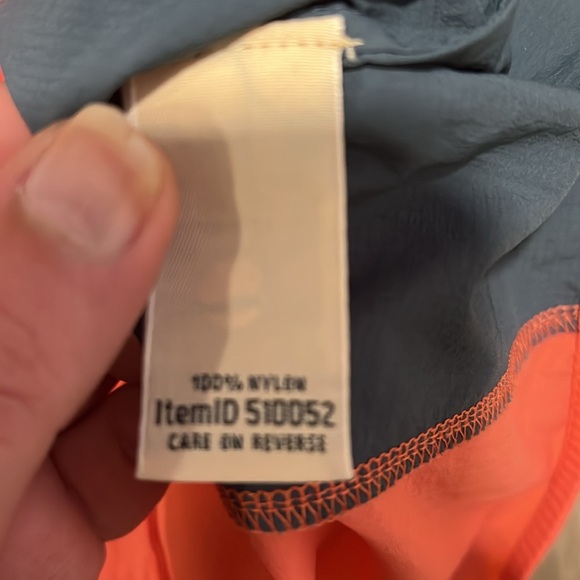 100% NYLON
ItemID 510052
CARE ON REVERSE